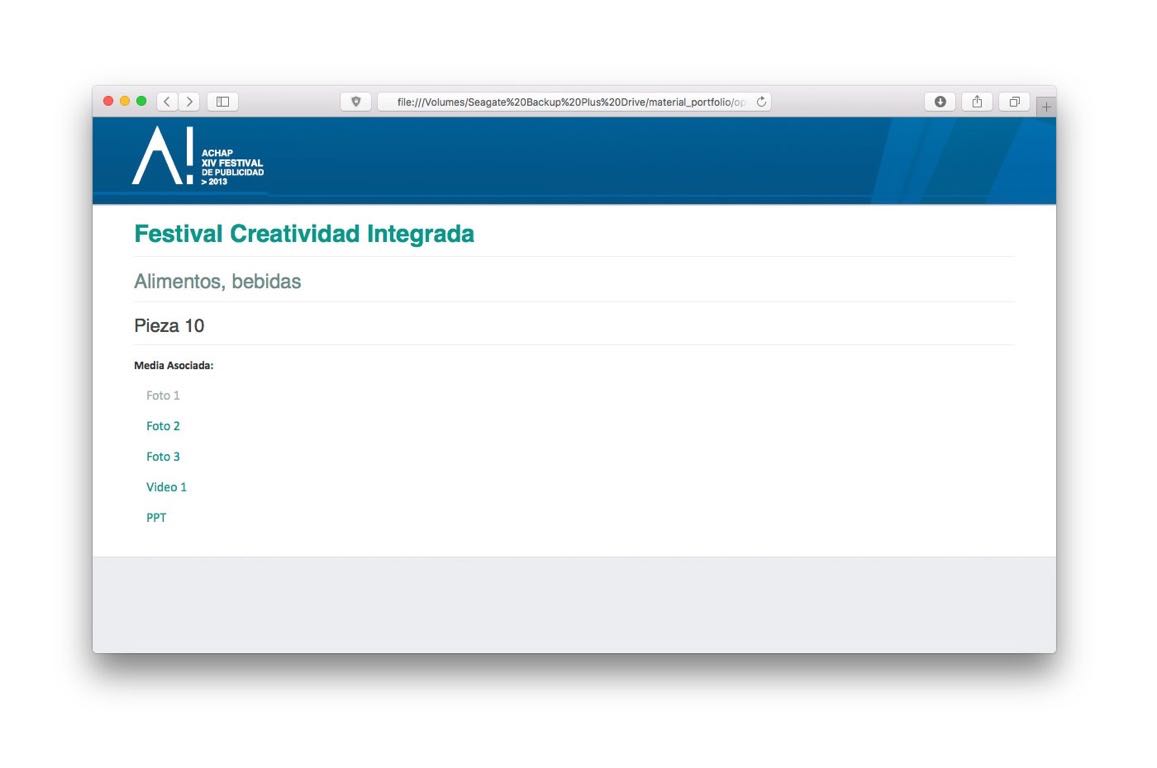 file:///Volumes/Seagate%20Backup%20Plus%20Drive/material_portfolio/op
A!
ACHAP
XIV FESTIVAL
DE PUBLICIDAD
> 2013
Festival Creatividad Integrada
Alimentos, bebidas
Pieza 10
Media Asociada:
Foto 1
Foto 2
Foto 3
Video 1
PPT